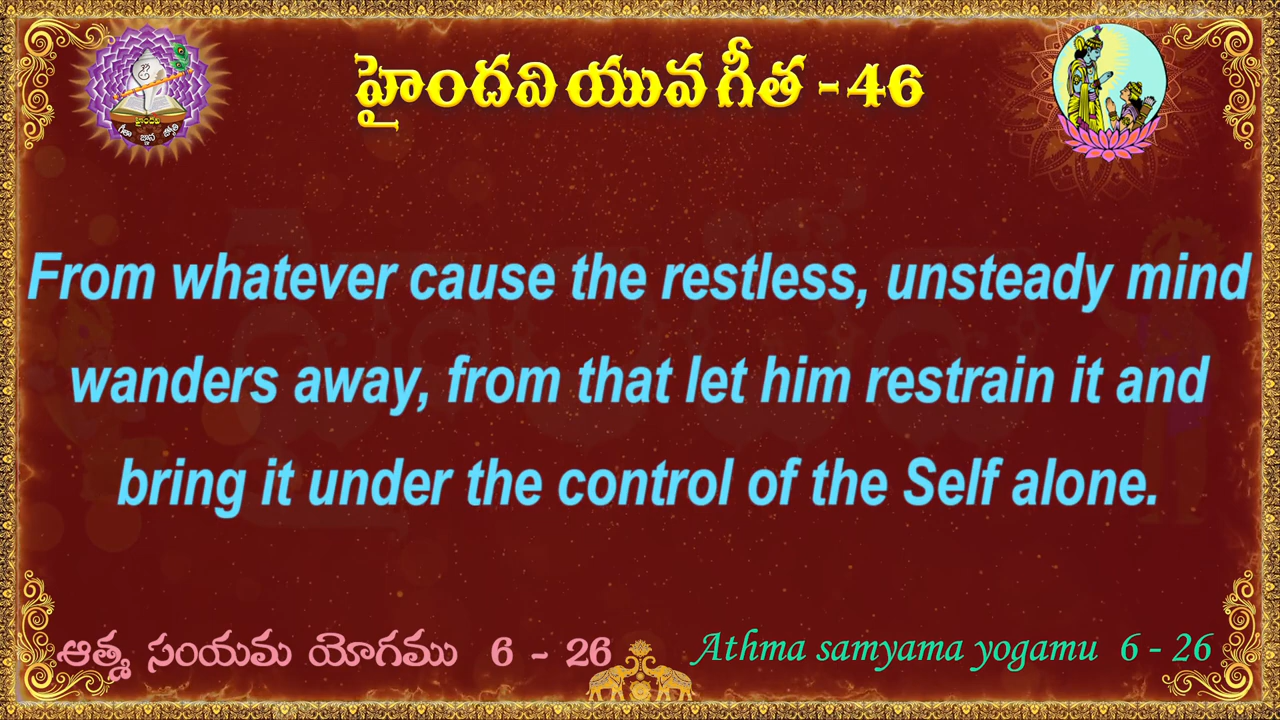 హైందవి యువ గీత - 46
హైందవి
గీతా జ్ఞాన జ్యోతి
From whatever cause the restless, unsteady mind
wanders away, from that let him restrain it and
bring it under the control of the Self alone.
ఆత్మ సంయమ యోగము 6 - 26
Athma samyama yogamu 6 - 26